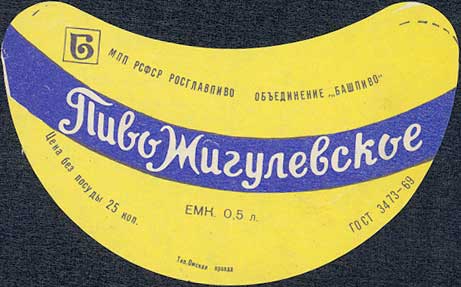 Б
МПП РСФСР РОСГЛАВПИВО ОБЪЕДИНЕНИЕ „БАШПИВО"
Пиво Жигулевское
Цена без посуды 25 коп.
ЕМК. 0,5 л.
ГОСТ 3473-69
Тип. Омская правда